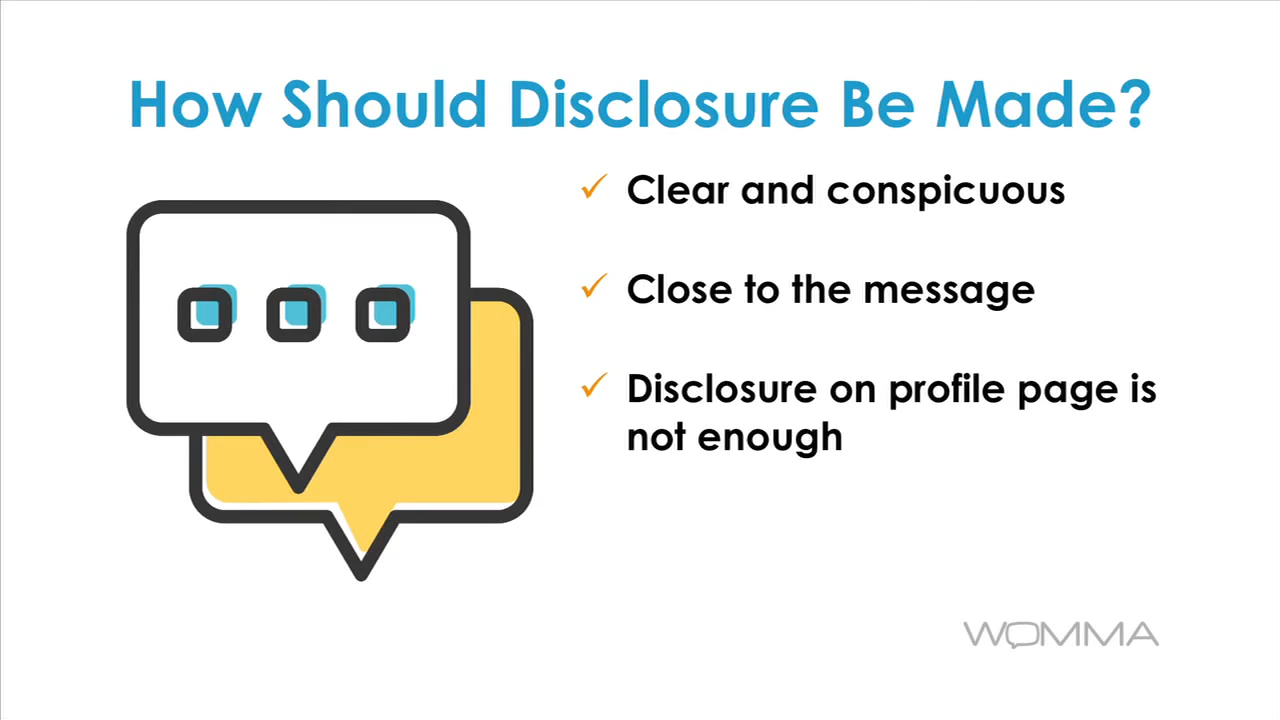 How Should Disclosure Be Made?
✓ Clear and conspicuous
✓ Close to the message
✓ Disclosure on profile page is
not enough
WOMMA